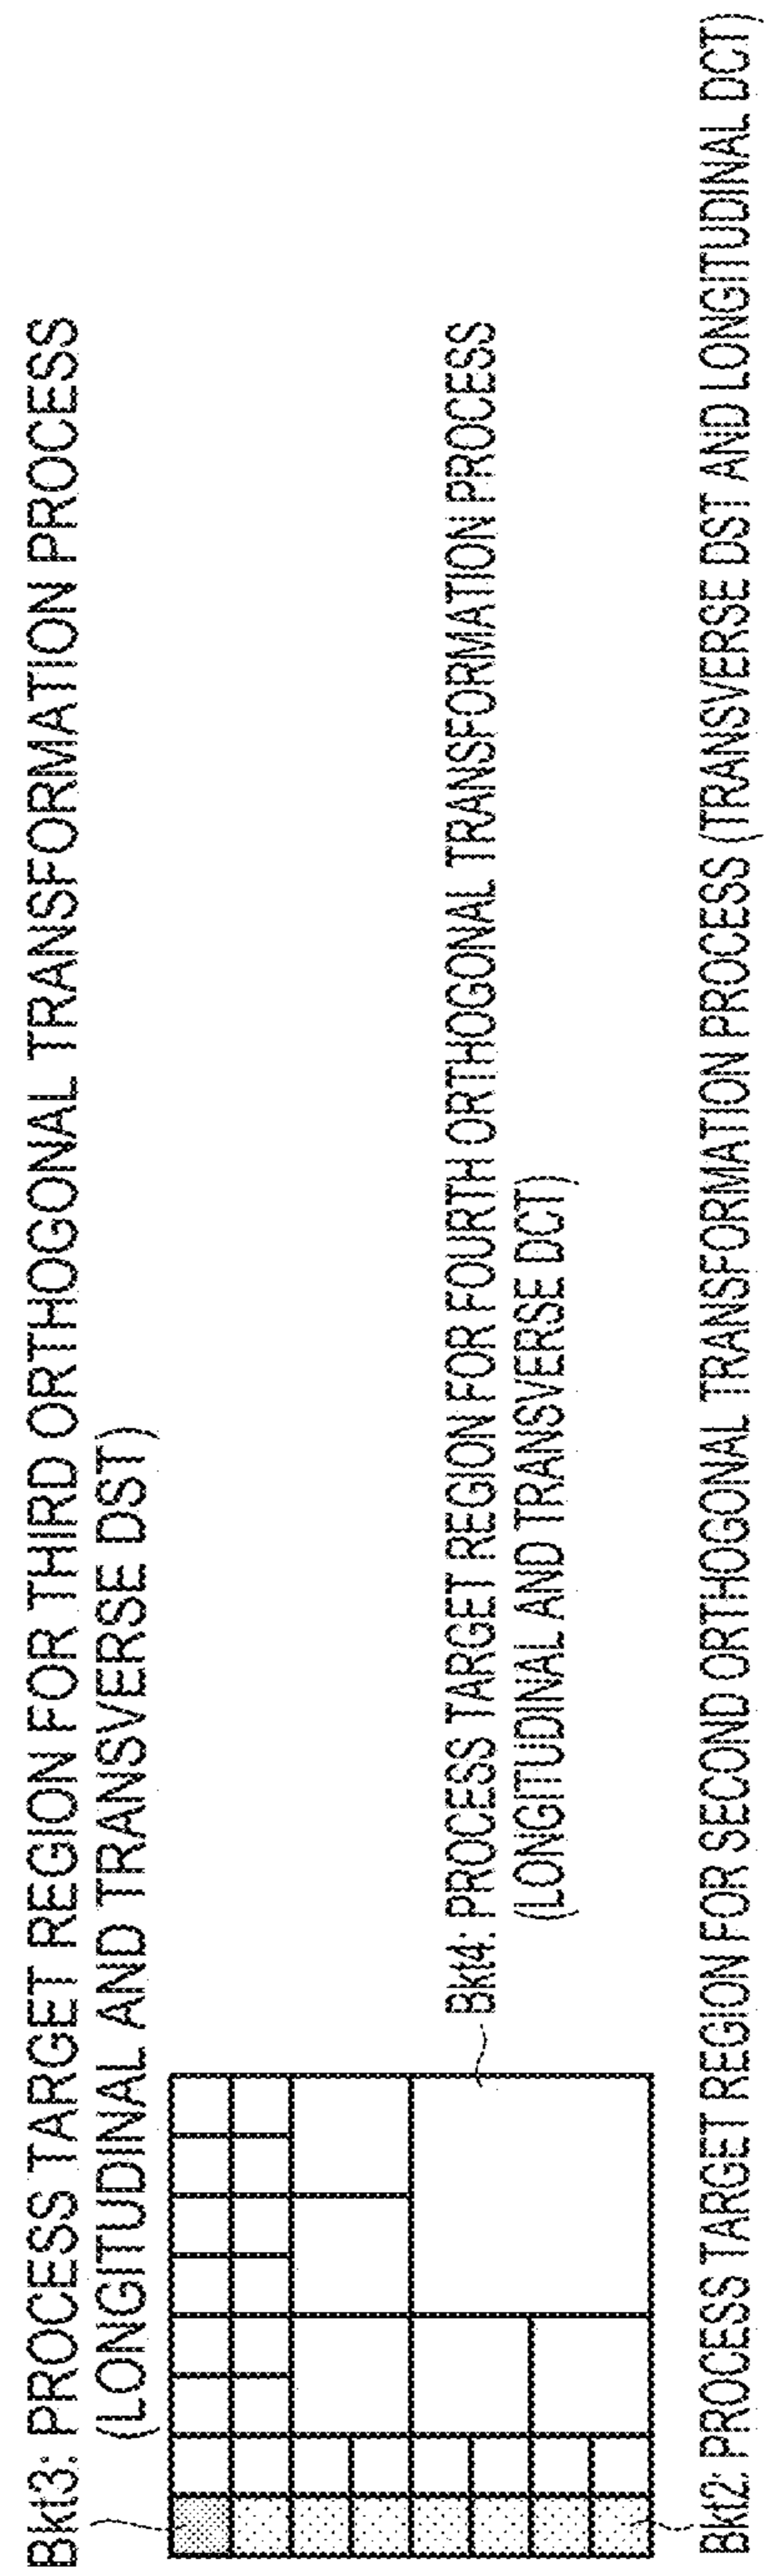 Bkt3: PROCESS TARGET REGION FOR THIRD ORTHOGONAL TRANSFORMATION PROCESS
(LONGITUDINAL AND TRANSVERSE DST)
Bkt4: PROCESS TARGET REGION FOR FOURTH ORTHOGONAL TRANSFORMATION PROCESS
(LONGITUDINAL AND TRANSVERSE DCT)
Bkt2: PROCESS TARGET REGION FOR SECOND ORTHOGONAL TRANSFORMATION PROCESS (TRANSVERSE DST AND LONGITUDINAL DCT)